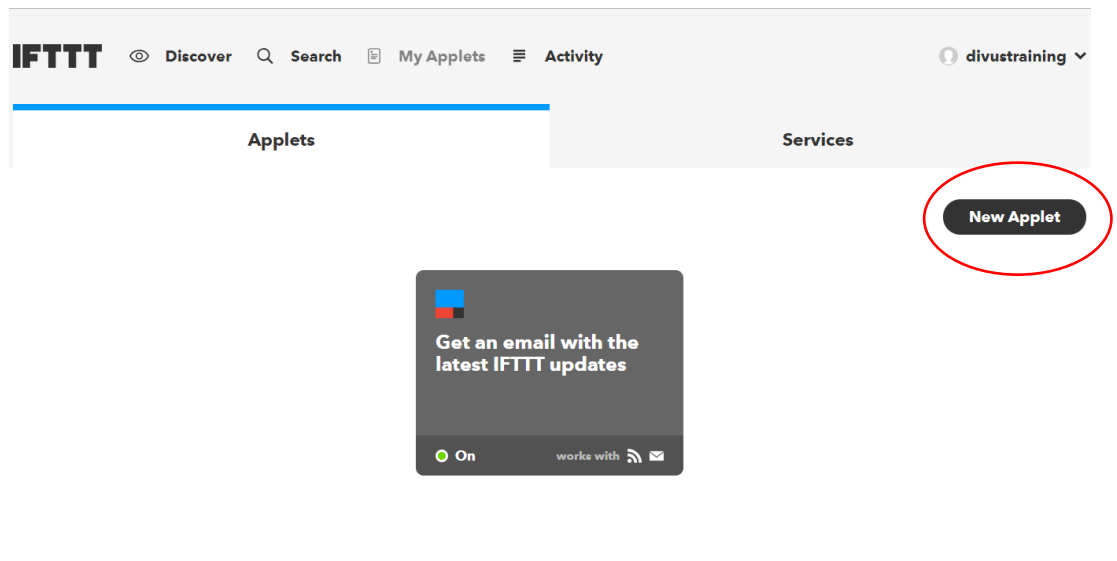 IFTTT Discover Search My Applets Activity divustraining
Applets Services
New Applet
Get an email with the
latest IFTTT updates
On works with